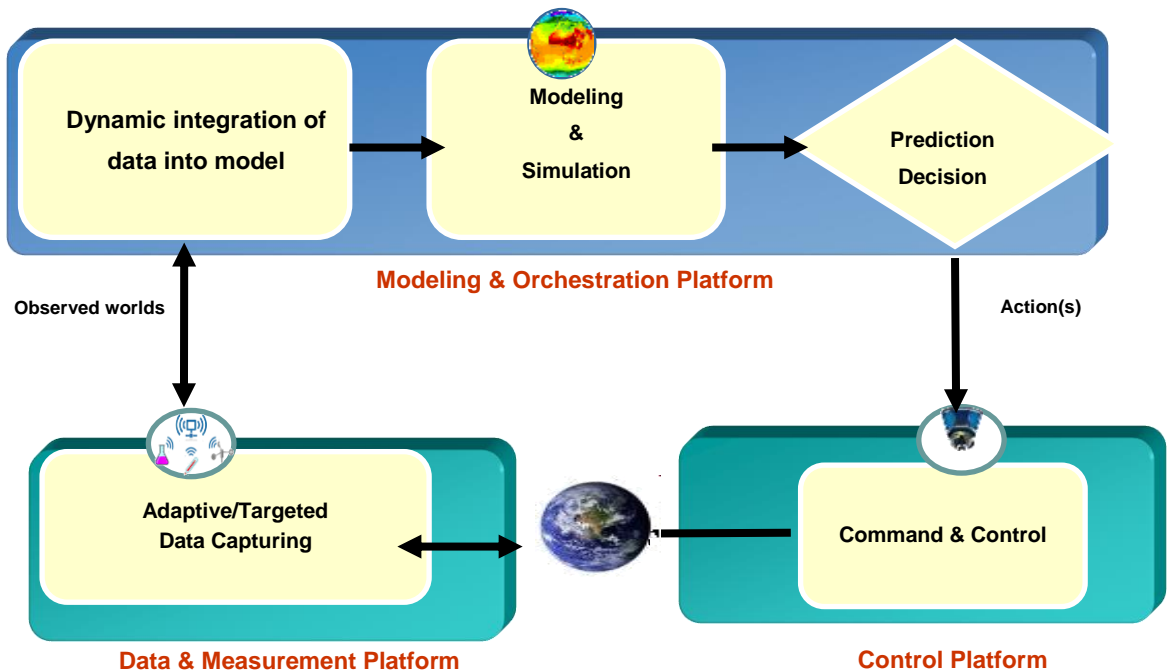 Dynamic integration of
data into model
Modeling
&
Simulation
Prediction
Decision
Modeling & Orchestration Platform
Observed worlds
Action(s)
Adaptive/Targeted
Data Capturing
Command & Control
Data & Measurement Platform
Control Platform